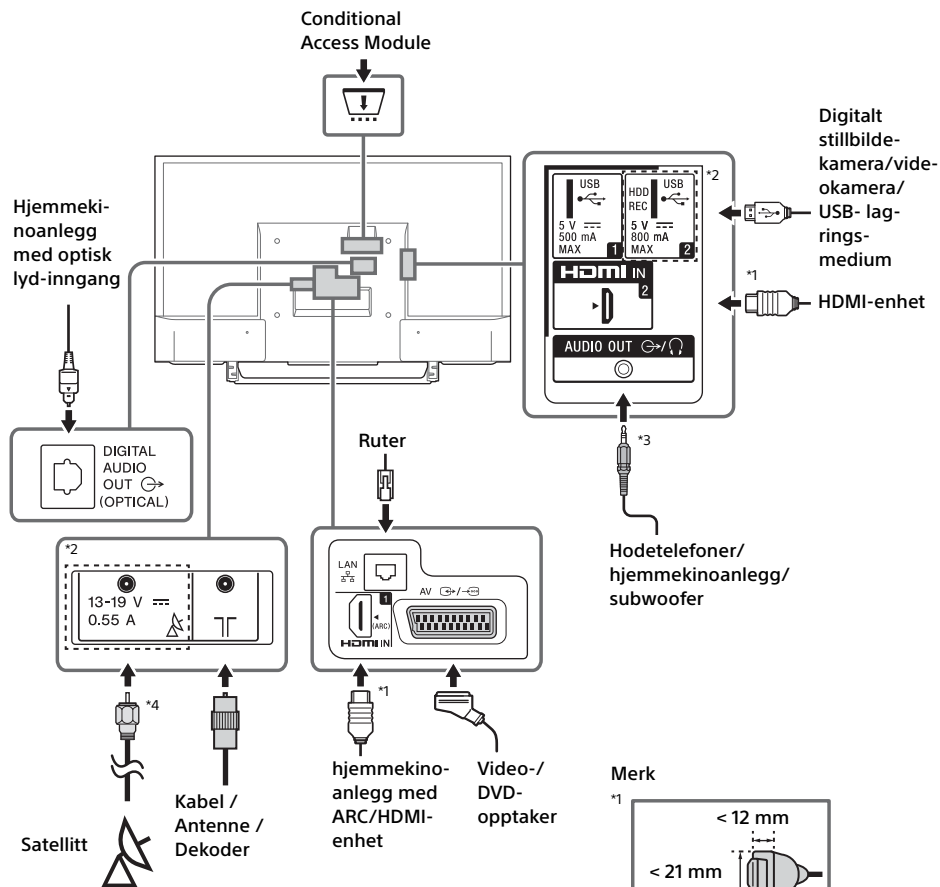 Conditional
Access Module
Hjemmeki-
noanlegg
med optisk
lyd-inngang
DIGITAL
AUDIO
OUT
(OPTICAL)
USB
5 V
500 mA
MAX
1
HDD
REC
USB
5 V
800 mA
MAX
2
*2
HDMI IN
2
AUDIO OUT
Digitalt
stillbilde-
kamera/vide-
okamera/
USB- lag-
rings-
medium
*1
HDMI-enhet
*3
Hodetelefoner/
hjemmekinoanlegg/
subwoofer
Ruter
LAN
1
(ARC)
HDMI IN
AV
*2
13-19 V
0.55 A
*4
Satellitt
Kabel /
Antenne /
Dekoder
*1
hjemmekino-
anlegg med
ARC/HDMI-
enhet
Video-/
DVD-
opptaker
Merk
*1
< 12 mm
< 21 mm